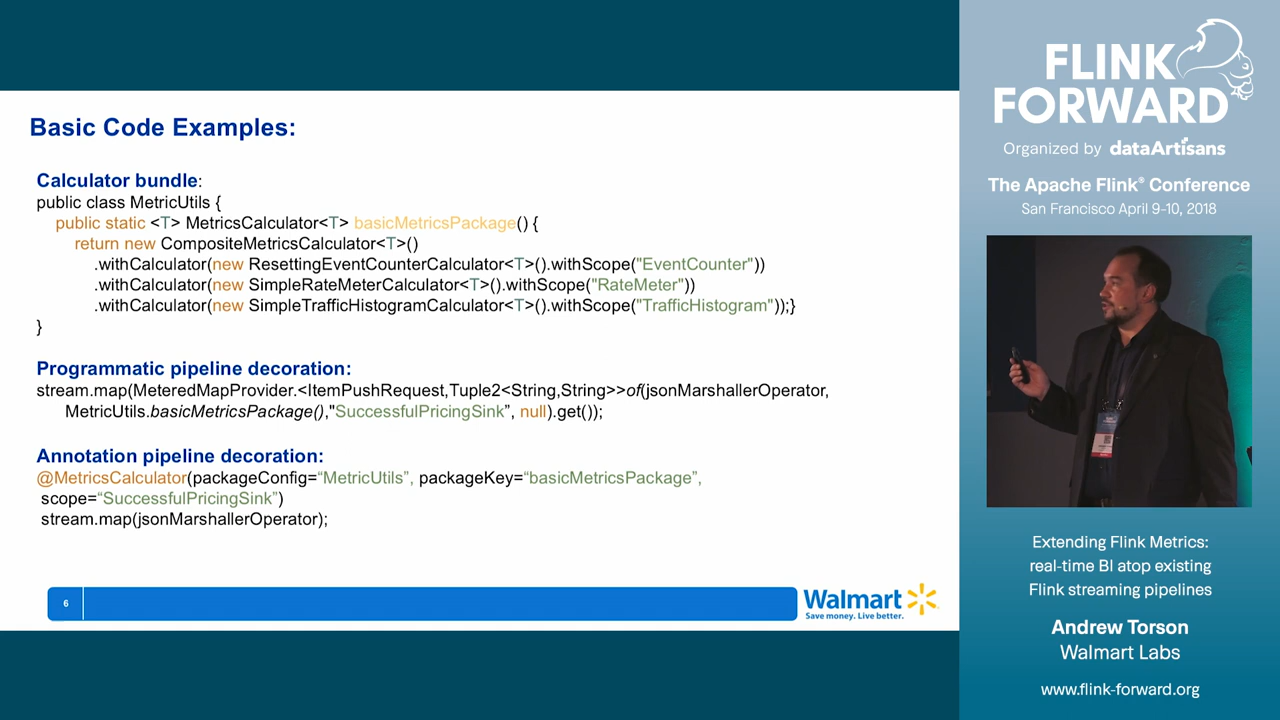 Basic Code Examples:
Calculator bundle:
public class MetricUtils {
public static <T> MetricsCalculator<T> basicMetricsPackage() {
return new CompositeMetricsCalculator<T>()
.withCalculator(new ResettingEventCounterCalculator<T>().withScope("EventCounter"))
.withCalculator(new SimpleRateMeterCalculator<T>().withScope("RateMeter"))
.withCalculator(new SimpleTrafficHistogramCalculator<T>().withScope("TrafficHistogram"));}
}
Programmatic pipeline decoration:
stream.map(MeteredMapProvider.<ItemPushRequest,Tuple2<String,String>>of(jsonMarshallerOperator,
MetricUtils.basicMetricsPackage(),"SuccessfulPricingSink”, null).get());
Annotation pipeline decoration:
@MetricsCalculator(packageConfig=“MetricUtils”, packageKey=“basicMetricsPackage”,
scope=“SuccessfulPricingSink”)
stream.map(jsonMarshallerOperator);
6
Walmart
Save money. Live better.
FLINK
FORWARD
Organized by dataArtisans
The Apache Flink® Conference
San Francisco April 9-10, 2018
Extending Flink Metrics:
real-time BI atop existing
Flink streaming pipelines
Andrew Torson
Walmart Labs
www.flink-forward.org